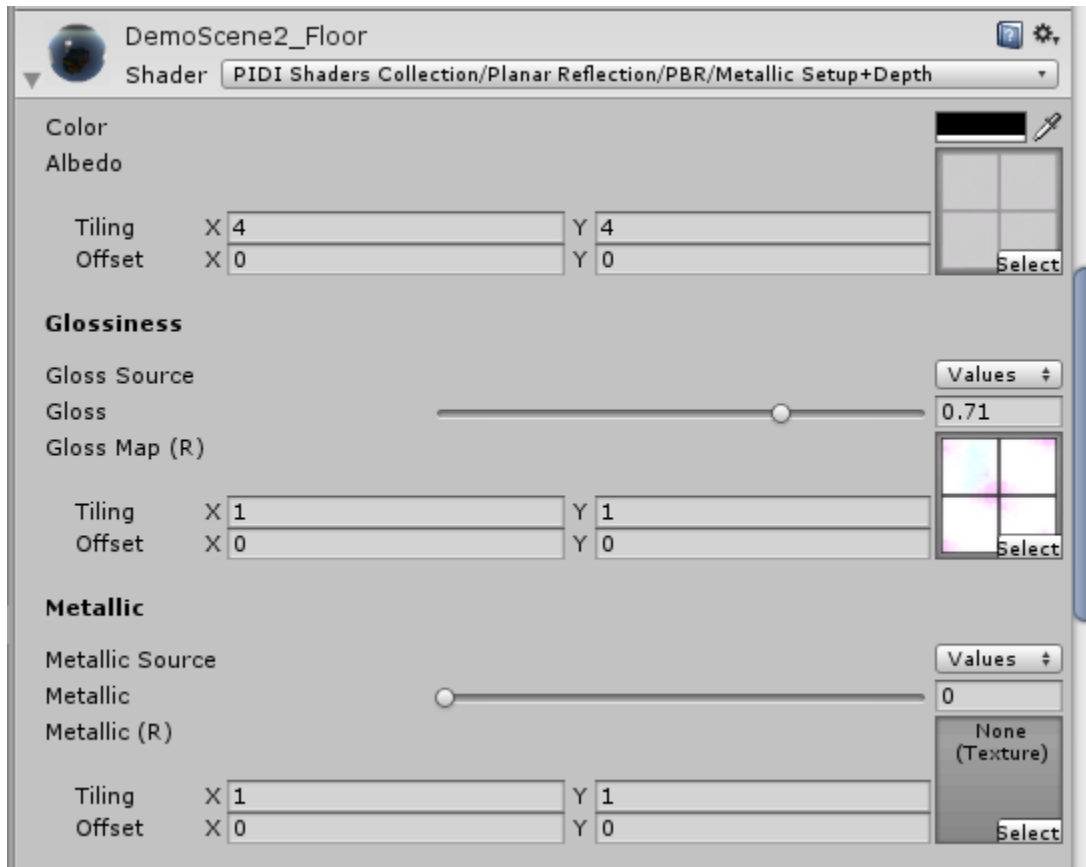 DemoScene2_Floor
Shader PIDI Shaders Collection/Planar Reflection/PBR/Metallic Setup+Depth
Color
Albedo
Tiling X 4 Y 4
Offset X 0 Y 0
Select
Glossiness
Gloss Source Values
Gloss 0.71
Gloss Map (R)
Tiling X 1 Y 1
Offset X 0 Y 0
Select
Metallic
Metallic Source Values
Metallic 0
Metallic (R)
None
(Texture)
Tiling X 1 Y 1
Offset X 0 Y 0
Select